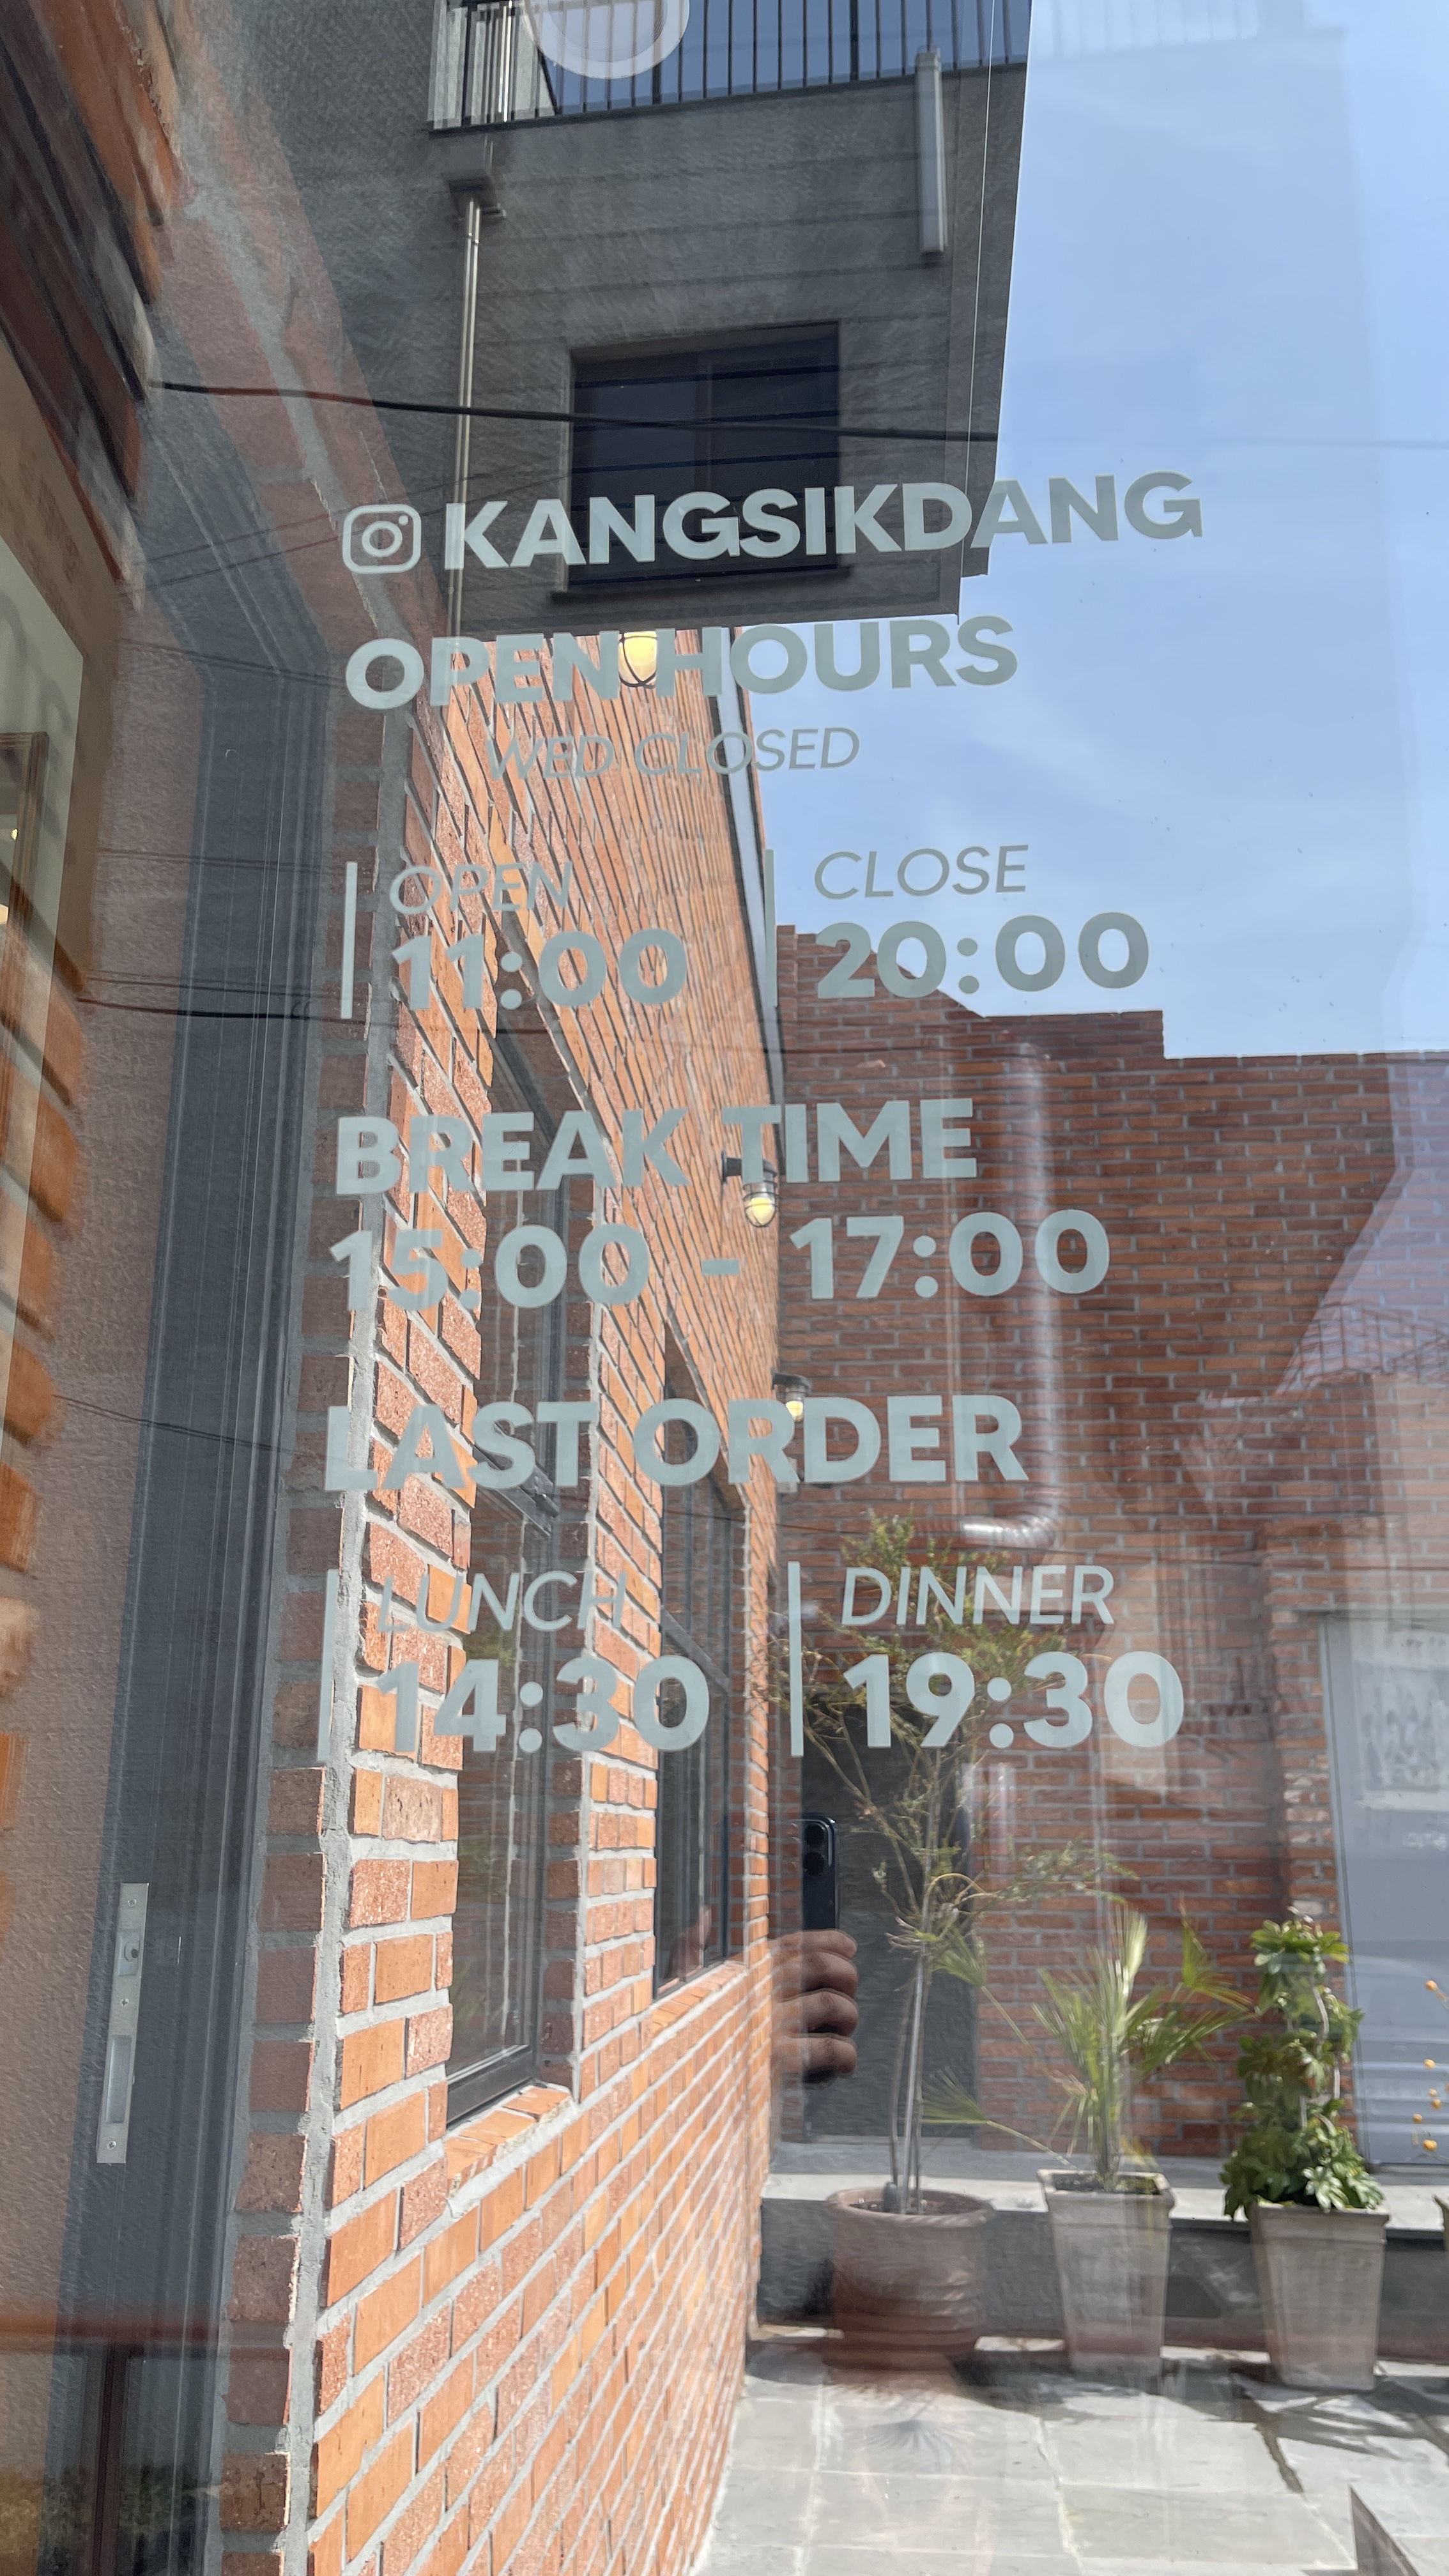 KANGSIKDANG
OPEN HOURS
WED CLOSED
OPEN CLOSE
11:00 20:00
BREAK TIME
15:00 - 17:00
LAST ORDER
LUNCH DINNER
14:30 19:30